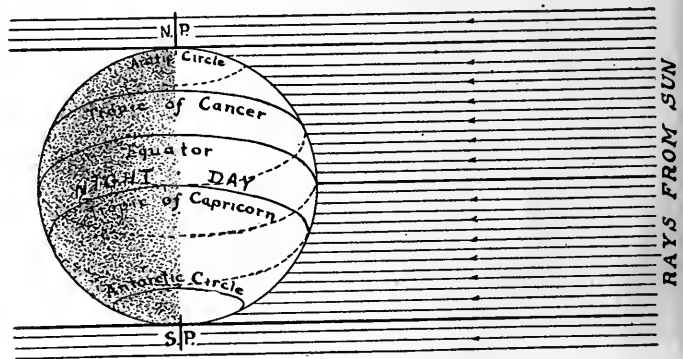 N.P.
Arctic Circle
Tropic of Cancer
Equator
NIGHT DAY
Tropic of Capricorn
Antarctic Circle
S.P.
RAYS FROM SUN